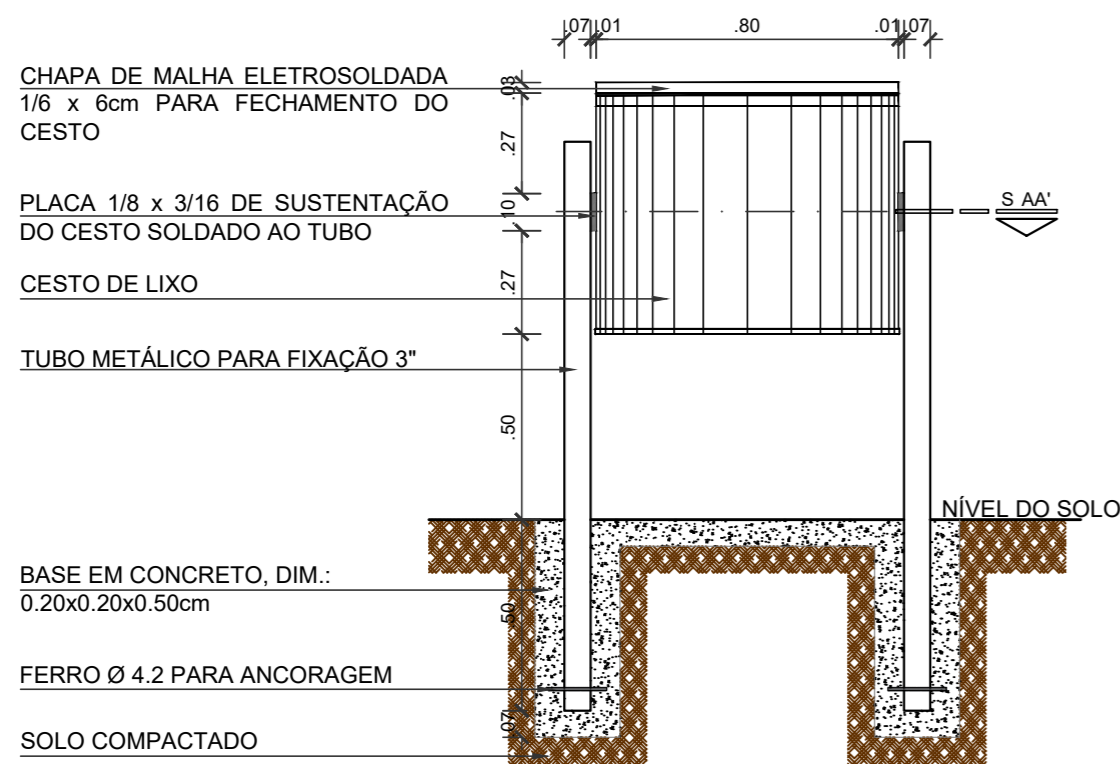 .07 .01 .80 .01 .07
CHAPA DE MALHA ELETROSOLDADA
1/6 x 6cm PARA FECHAMENTO DO
CESTO
.03
.27
PLACA 1/8 x 3/16 DE SUSTENTAÇÃO
DO CESTO SOLDADO AO TUBO
.10
S AA'
CESTO DE LIXO
.27
TUBO METÁLICO PARA FIXAÇÃO 3"
.50
NÍVEL DO SOLO
BASE EM CONCRETO, DIM.:
0.20x0.20x0.50cm
.50
FERRO Ø 4.2 PARA ANCORAGEM
.07
SOLO COMPACTADO